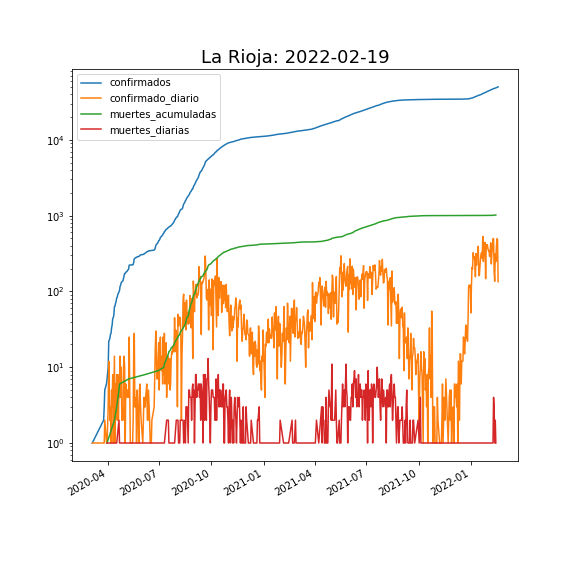 La Rioja: 2022-02-19
confirmados
confirmado_diario
muertes_acumuladas
muertes_diarias
10^4
10^3
10^2
10^1
10^0
2020-04 2020-07 2020-10 2021-01 2021-04 2021-07 2021-10 2022-01